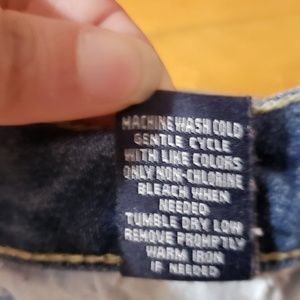 MACHINE WASH COLD
GENTLE CYCLE
WITH LIKE COLORS
ONLY NON-CHLORINE
BLEACH WHEN
NEEDED
TUMBLE DRY LOW
REMOVE PROMPTLY
WARM IRON
IF NEEDED